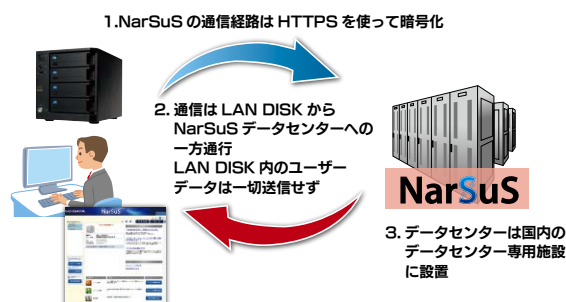 1.NarSuS の通信経路は HTTPS を使って暗号化
2. 通信は LAN DISK から
NarSuS データセンターへの
一方通行
LAN DISK 内のユーザー
データは一切送信せず
NarSuS
NarSuS
3. データセンターは国内の
データセンター専用施設
に設置